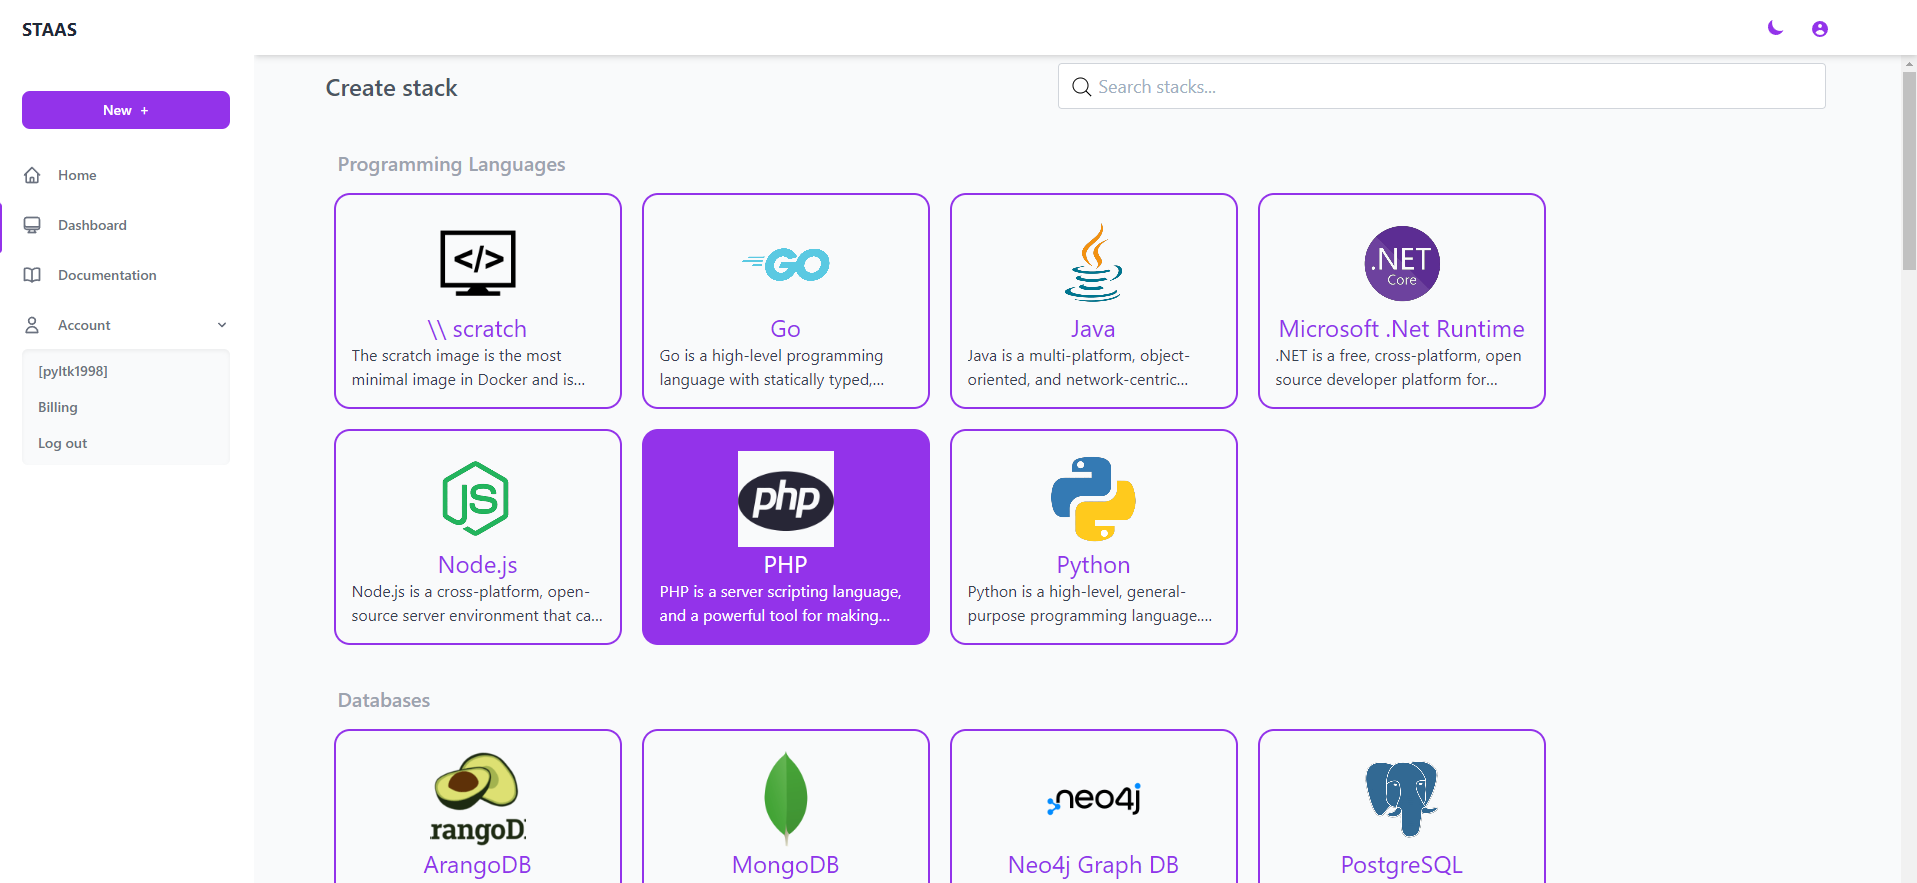 STAAS
New +
Home
Dashboard
Documentation
Account
[pyltk1998]
Billing
Log out
Create stack
Search stacks...
Programming Languages
</>
\\ scratch
The scratch image is the most
minimal image in Docker and is...
GO
Go
Go is a high-level programming
language with statically typed,...
Java
Java is a multi-platform, object-
oriented, and network-centric...
.NET
Core
Microsoft .Net Runtime
.NET is a free, cross-platform, open
source developer platform for...
JS
Node.js
Node.js is a cross-platform, open-
source server environment that ca...
php
PHP
PHP is a server scripting language,
and a powerful tool for making...
Python
Python is a high-level, general-
purpose programming language....
Databases
rangoD
ArangoDB
MongoDB
neo4j
Neo4j Graph DB
PostgreSQL